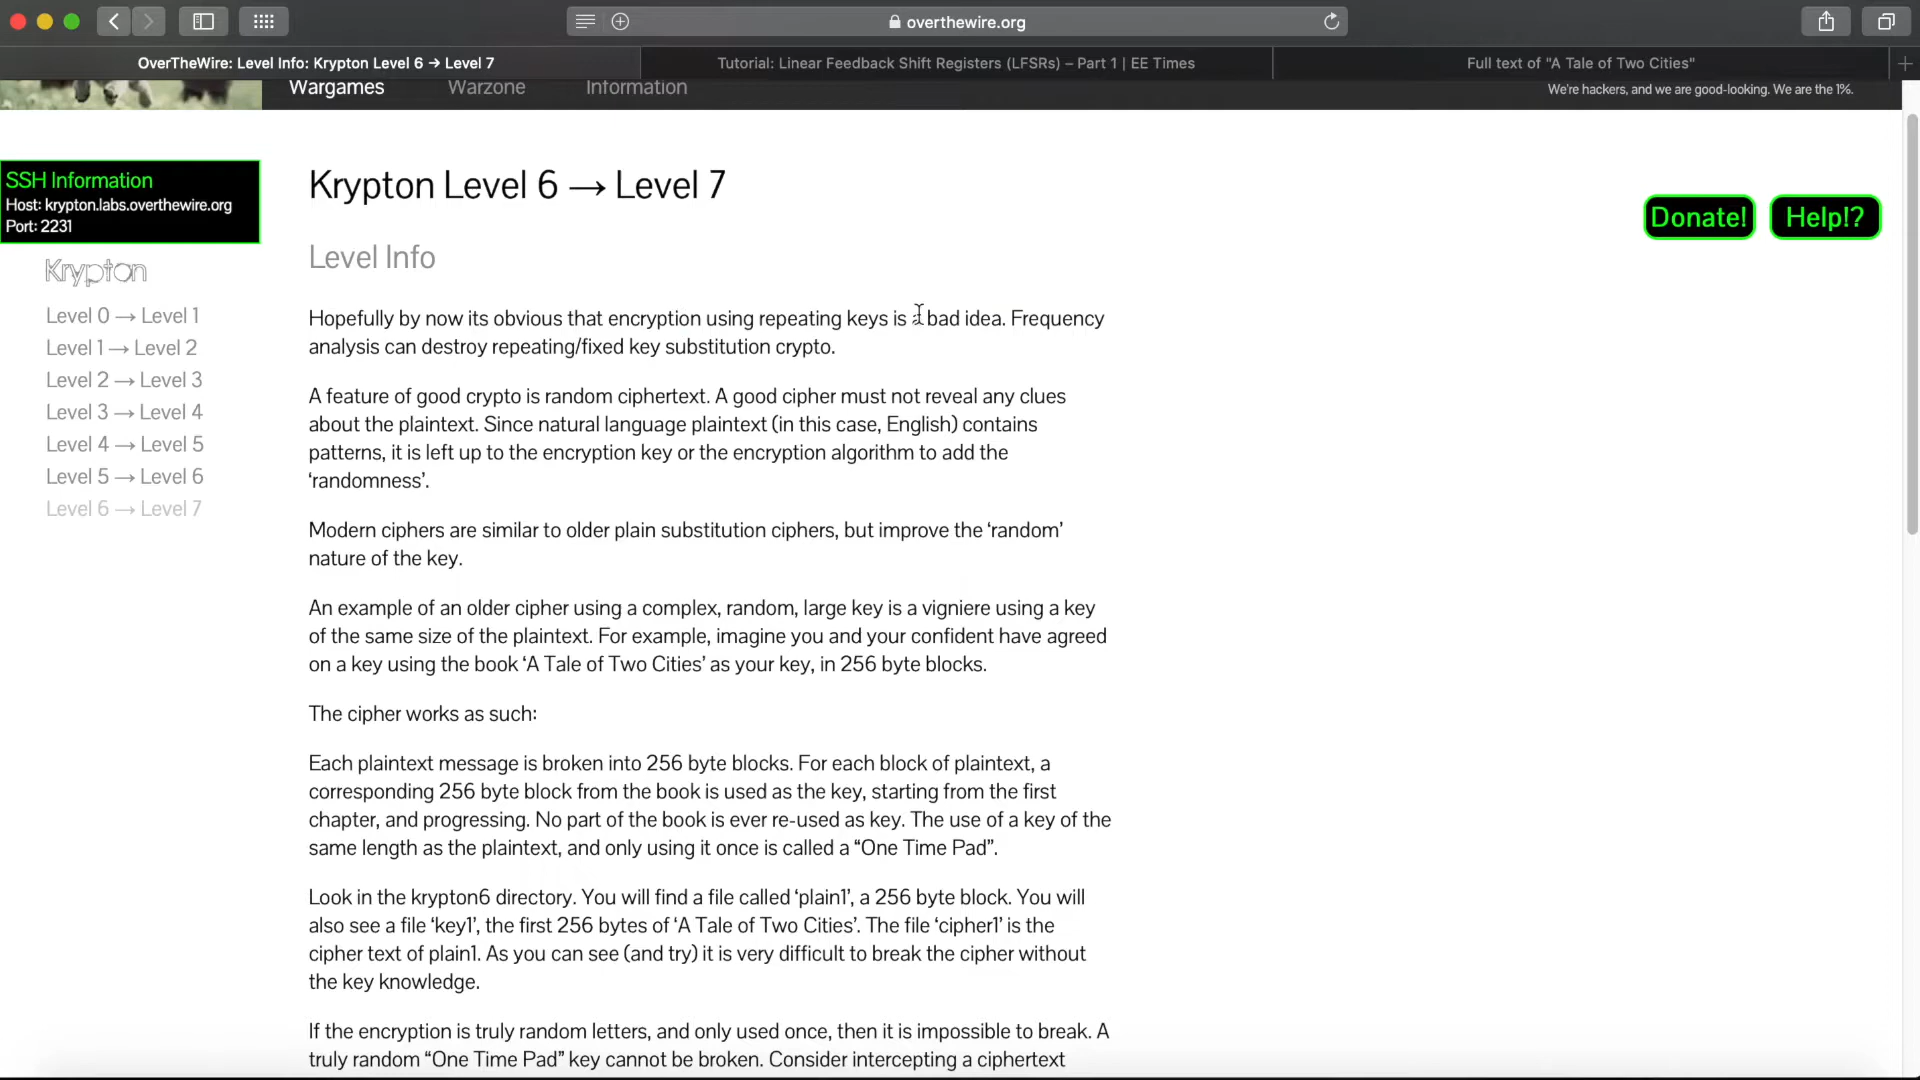 overthewire.org
OverTheWire: Level Info: Krypton Level 6 → Level 7
Tutorial: Linear Feedback Shift Registers (LFSRs) – Part 1 | EE Times
Full text of "A Tale of Two Cities"
Wargames
Warzone
Information
We're hackers, and we are good-looking. We are the 1%.
SSH Information
Host: krypton.labs.overthewire.org
Port: 2231
Krypton
Level 0 → Level 1
Level 1 → Level 2
Level 2 → Level 3
Level 3 → Level 4
Level 4 → Level 5
Level 5 → Level 6
Level 6 → Level 7
Krypton Level 6 → Level 7
Donate!
Help!?
Level Info
Hopefully by now its obvious that encryption using repeating keys is a bad idea. Frequency
analysis can destroy repeating/fixed key substitution crypto.
A feature of good crypto is random ciphertext. A good cipher must not reveal any clues
about the plaintext. Since natural language plaintext (in this case, English) contains
patterns, it is left up to the encryption key or the encryption algorithm to add the
‘randomness’.
Modern ciphers are similar to older plain substitution ciphers, but improve the ‘random’
nature of the key.
An example of an older cipher using a complex, random, large key is a vigniere using a key
of the same size of the plaintext. For example, imagine you and your confident have agreed
on a key using the book ‘A Tale of Two Cities’ as your key, in 256 byte blocks.
The cipher works as such:
Each plaintext message is broken into 256 byte blocks. For each block of plaintext, a
corresponding 256 byte block from the book is used as the key, starting from the first
chapter, and progressing. No part of the book is ever re-used as key. The use of a key of the
same length as the plaintext, and only using it once is called a “One Time Pad”.
Look in the krypton6 directory. You will find a file called ‘plain1’, a 256 byte block. You will
also see a file ‘key1’, the first 256 bytes of ‘A Tale of Two Cities’. The file ‘cipher1’ is the
cipher text of plain1. As you can see (and try) it is very difficult to break the cipher without
the key knowledge.
If the encryption is truly random letters, and only used once, then it is impossible to break. A
truly random “One Time Pad” key cannot be broken. Consider intercepting a ciphertext